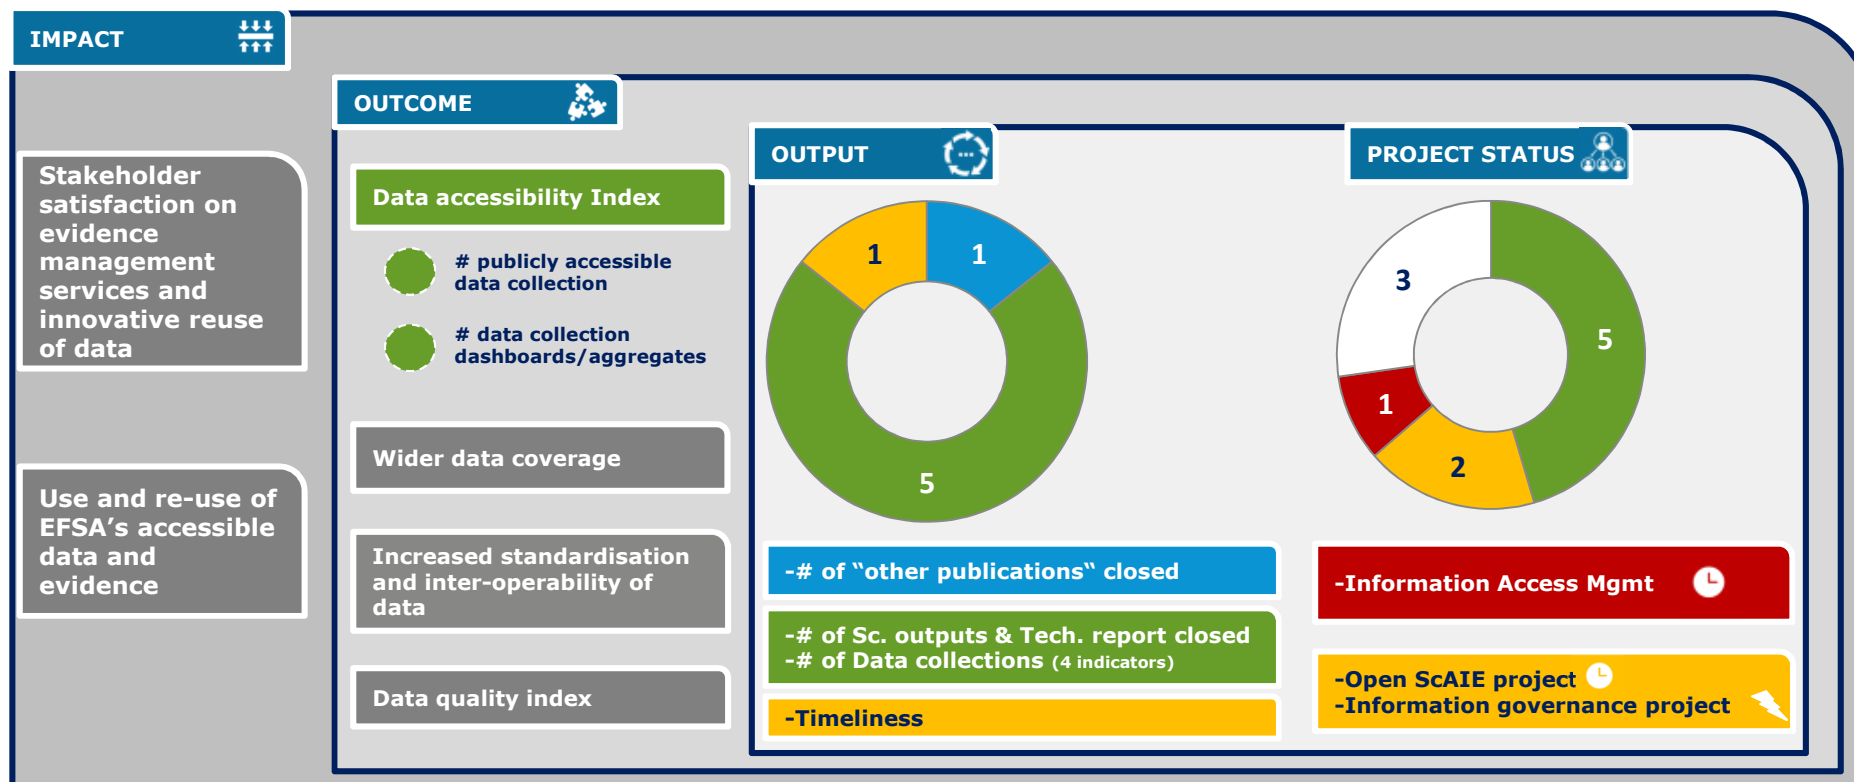 IMPACT
Stakeholder
satisfaction on
evidence
management
services and
innovative reuse
of data
Use and re-use of
EFSA’s accessible
data and
evidence
OUTCOME
Data accessibility Index
# publicly accessible
data collection
# data collection
dashboards/aggregates
Wider data coverage
Increased standardisation
and inter-operability of
data
Data quality index
OUTPUT
1
1
5
-# of “other publications“ closed
-# of Sc. outputs & Tech. report closed
-# of Data collections (4 indicators)
-Timeliness
PROJECT STATUS
3
5
1
2
-Information Access Mgmt
-Open ScAIE project
-Information governance project